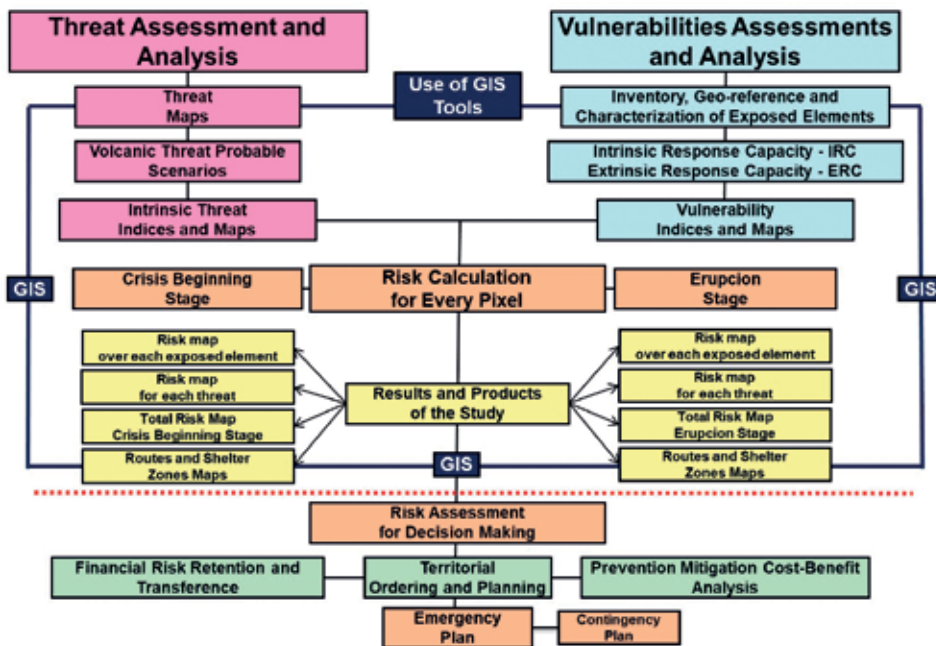 Threat Assessment and
Analysis
Vulnerabilities Assessments
and Analysis
Use of GIS
Tools
Threat
Maps
Inventory, Geo-reference and
Characterization of Exposed Elements
Volcanic Threat Probable
Scenarios
Intrinsic Response Capacity - IRC
Extrinsic Response Capacity - ERC
Intrinsic Threat
Indices and Maps
Vulnerability
Indices and Maps
GIS
GIS
Crisis Beginning
Stage
Risk Calculation
for Every Pixel
Erupcion
Stage
Risk map
over each exposed element
Risk map
for each threat
Total Risk Map
Crisis Beginning Stage
Routes and Shelter
Zones Maps
Results and Products
of the Study
Risk map
over each exposed element
Risk map
for each threat
Total Risk Map
Erupcion Stage
Routes and Shelter
Zones Maps
GIS
Risk Assessment
for Decision Making
Financial Risk Retention and
Transference
Territorial
Ordering and Planning
Prevention Mitigation Cost-Benefit
Analysis
Emergency
Plan
Contingency
Plan